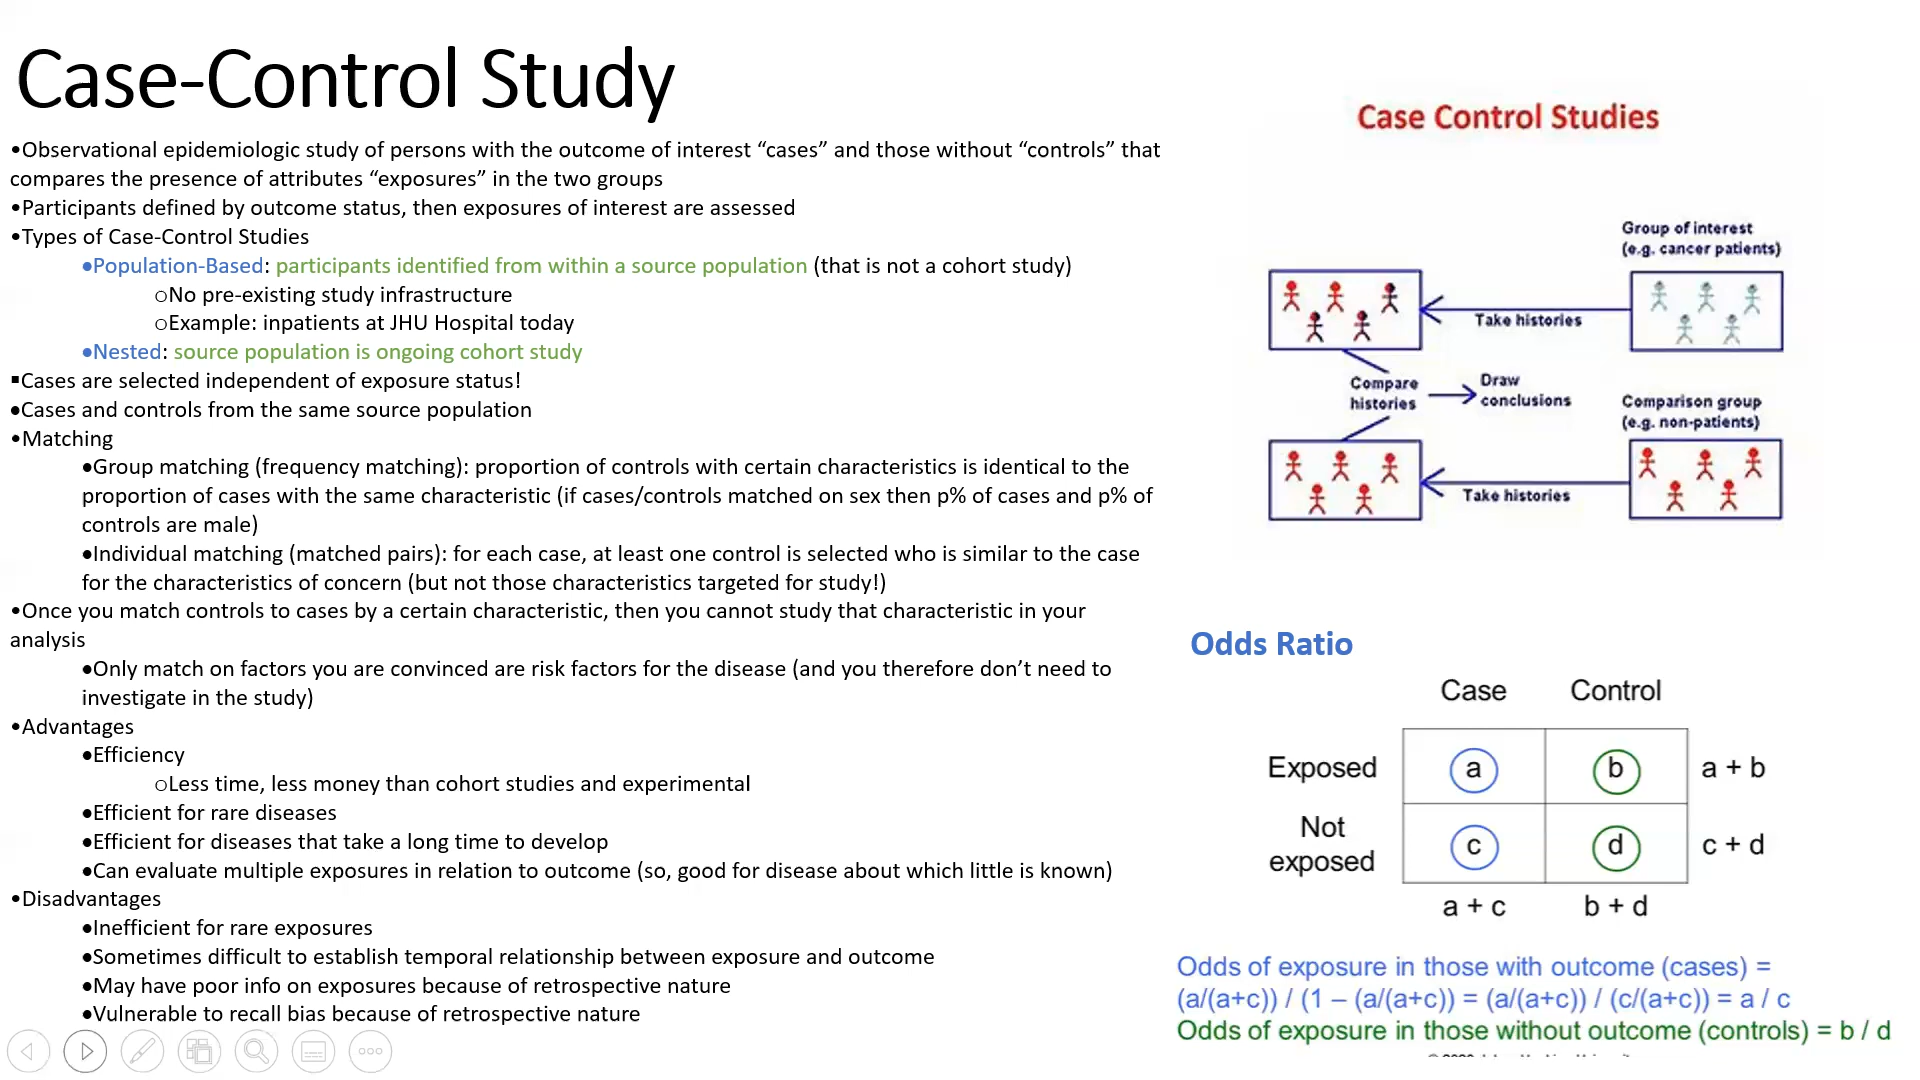 Case-Control Study
•Observational epidemiologic study of persons with the outcome of interest “cases” and those without “controls” that
compares the presence of attributes “exposures” in the two groups
•Participants defined by outcome status, then exposures of interest are assessed
•Types of Case-Control Studies
•Population-Based: participants identified from within a source population (that is not a cohort study)
○No pre-existing study infrastructure
○Example: inpatients at JHU Hospital today
•Nested: source population is ongoing cohort study
▪Cases are selected independent of exposure status!
•Cases and controls from the same source population
•Matching
•Group matching (frequency matching): proportion of controls with certain characteristics is identical to the
proportion of cases with the same characteristic (if cases/controls matched on sex then p% of cases and p% of
controls are male)
•Individual matching (matched pairs): for each case, at least one control is selected who is similar to the case
for the characteristics of concern (but not those characteristics targeted for study!)
•Once you match controls to cases by a certain characteristic, then you cannot study that characteristic in your
analysis
•Only match on factors you are convinced are risk factors for the disease (and you therefore don’t need to
investigate in the study)
•Advantages
•Efficiency
○Less time, less money than cohort studies and experimental
•Efficient for rare diseases
•Efficient for diseases that take a long time to develop
•Can evaluate multiple exposures in relation to outcome (so, good for disease about which little is known)
•Disadvantages
•Inefficient for rare exposures
•Sometimes difficult to establish temporal relationship between exposure and outcome
•May have poor info on exposures because of retrospective nature
•Vulnerable to recall bias because of retrospective nature
Case Control Studies
Group of interest
(e.g. cancer patients)
Take histories
Compare
histories
Draw
conclusions
Comparison group
(e.g. non-patients)
Take histories
Odds Ratio
Case Control
Exposed a b a + b
Not
exposed c d c + d
a + c b + d
Odds of exposure in those with outcome (cases) =
(a/(a+c)) / (1 – (a/(a+c)) = (a/(a+c)) / (c/(a+c)) = a / c
Odds of exposure in those without outcome (controls) = b / d